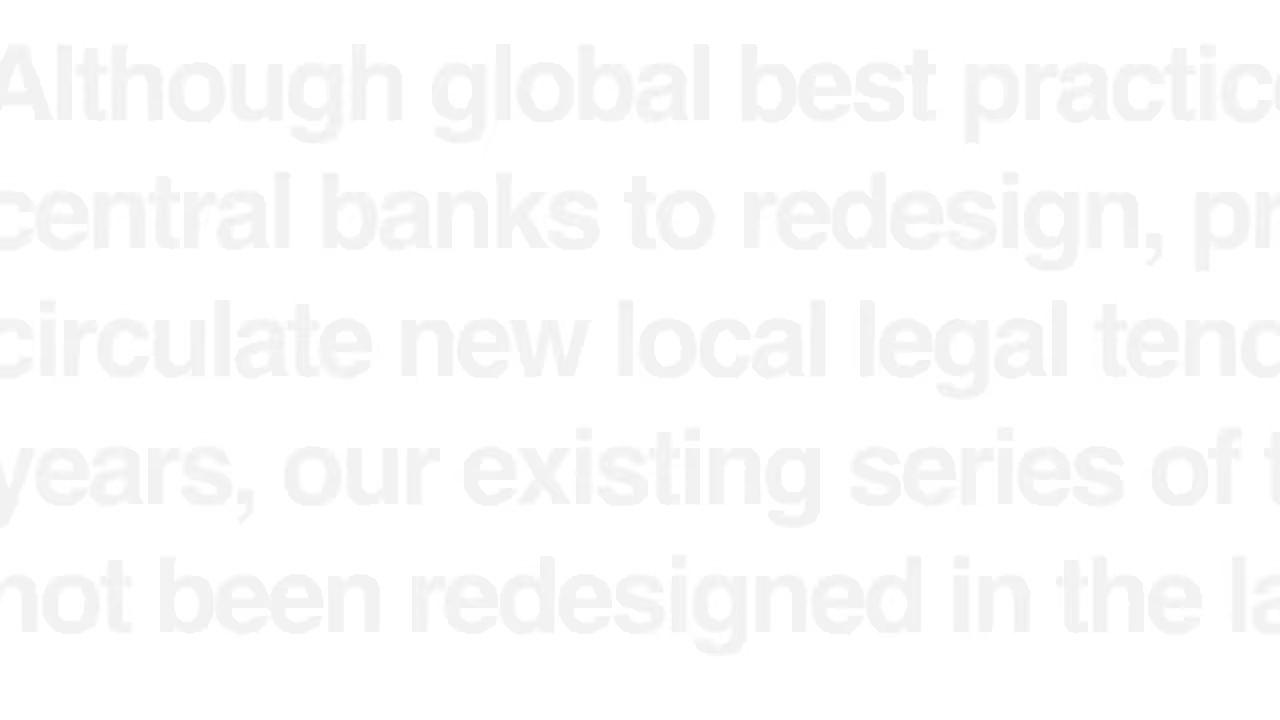 Although global best practic
central banks to redesign, pr
circulate new local legal tend
years, our existing series of t
not been redesigned in the la